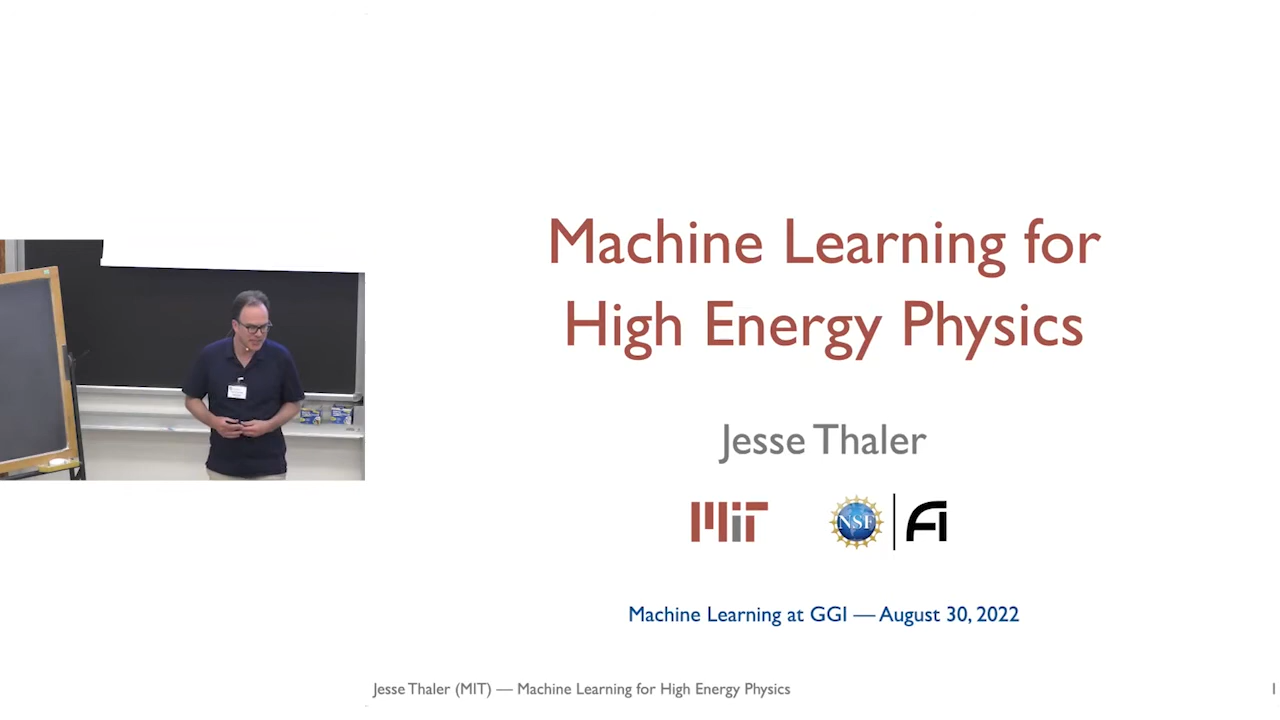 Machine Learning for
High Energy Physics
Jesse Thaler
MiT
NSF
Machine Learning at GGI — August 30, 2022
Jesse Thaler (MIT) — Machine Learning for High Energy Physics
1